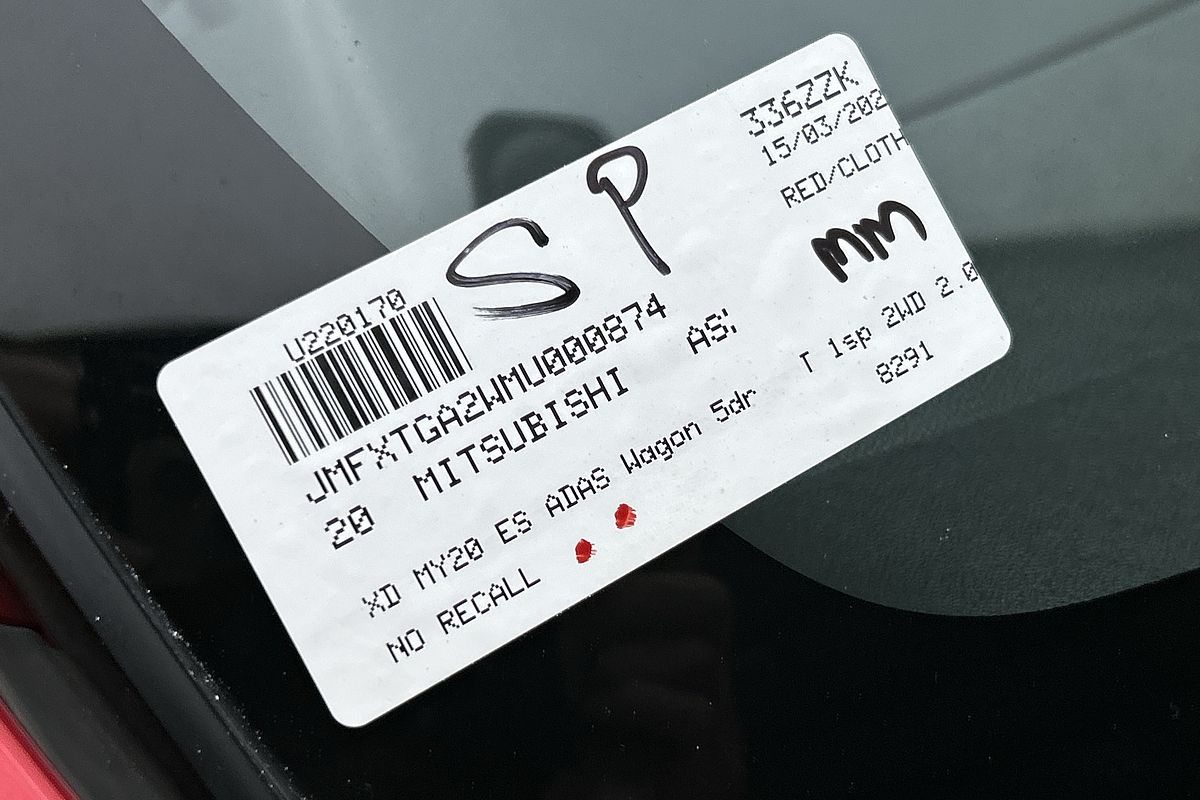 336ZZK
15/03/202
RED/CLOTH
SP
MM
U220170
JMFXTGA2WMU000874
20 MITSUBISHI AS
XD MY20 ES ADAS Wagon 5dr T 1sp 2WD 2.0
NO RECALL 8291